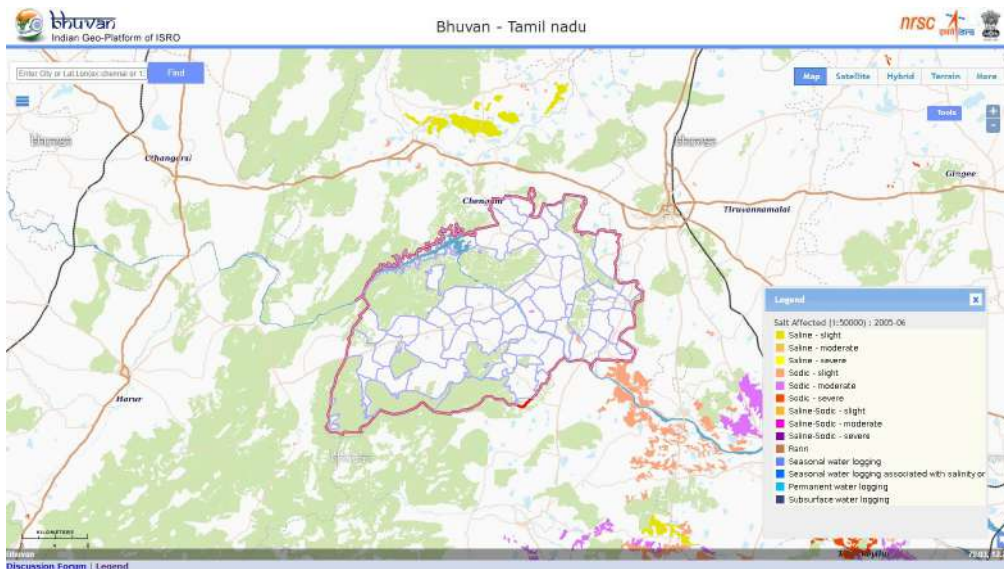 bhuvan
Indian Geo-Platform of ISRO
Bhuvan - Tamil nadu
nrsc
Find
Map
Satellite
Hybrid
Terrain
More
Tools
+
-
Uthangarai
Chengam
Gingee
Tiruvannamalai
Harur
Legend
X
Salt Affected (1:50000) : 2005-06
Saline - slight
Saline - moderate
Saline - severe
Sodic - slight
Sodic - moderate
Sodic - severe
Saline-Sodic - slight
Saline-Sodic - moderate
Saline-Sodic - severe
Rann
Seasonal water logging
Seasonal water logging associated with salinity or
Permanent water logging
Subsurface water logging
KILOMETERS
Bhuvan
Discussion Forum | Legend